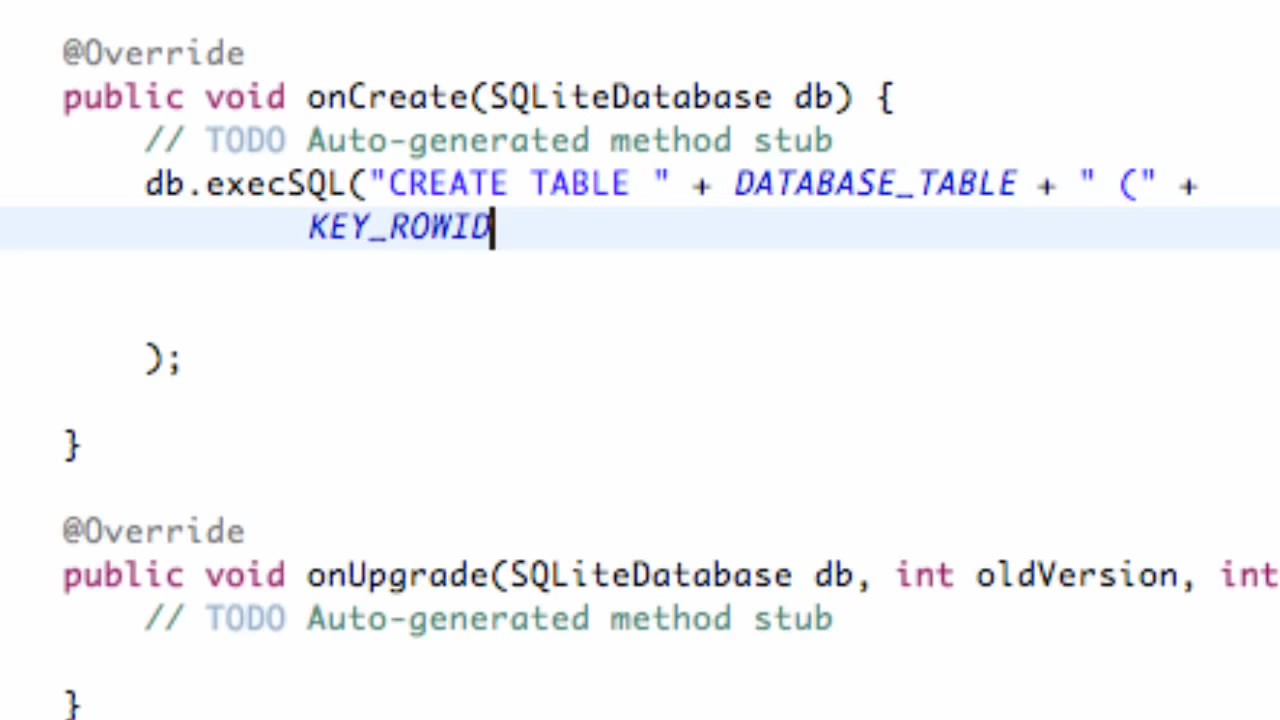 @Override
public void onCreate(SQLiteDatabase db) {
// TODO Auto-generated method stub
db.execSQL("CREATE TABLE " + DATABASE_TABLE + " (" +
KEY_ROWID
);
}
@Override
public void onUpgrade(SQLiteDatabase db, int oldVersion, int
// TODO Auto-generated method stub
}